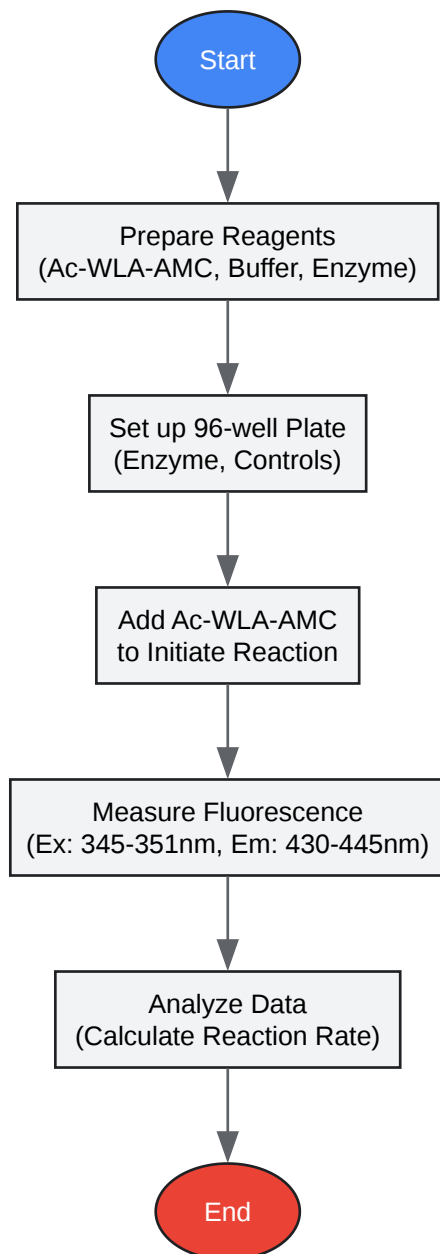 Start
Prepare Reagents
(Ac-WLA-AMC, Buffer, Enzyme)
Set up 96-well Plate
(Enzyme, Controls)
Add Ac-WLA-AMC
to Initiate Reaction
Measure Fluorescence
(Ex: 345-351nm, Em: 430-445nm)
Analyze Data
(Calculate Reaction Rate)
End